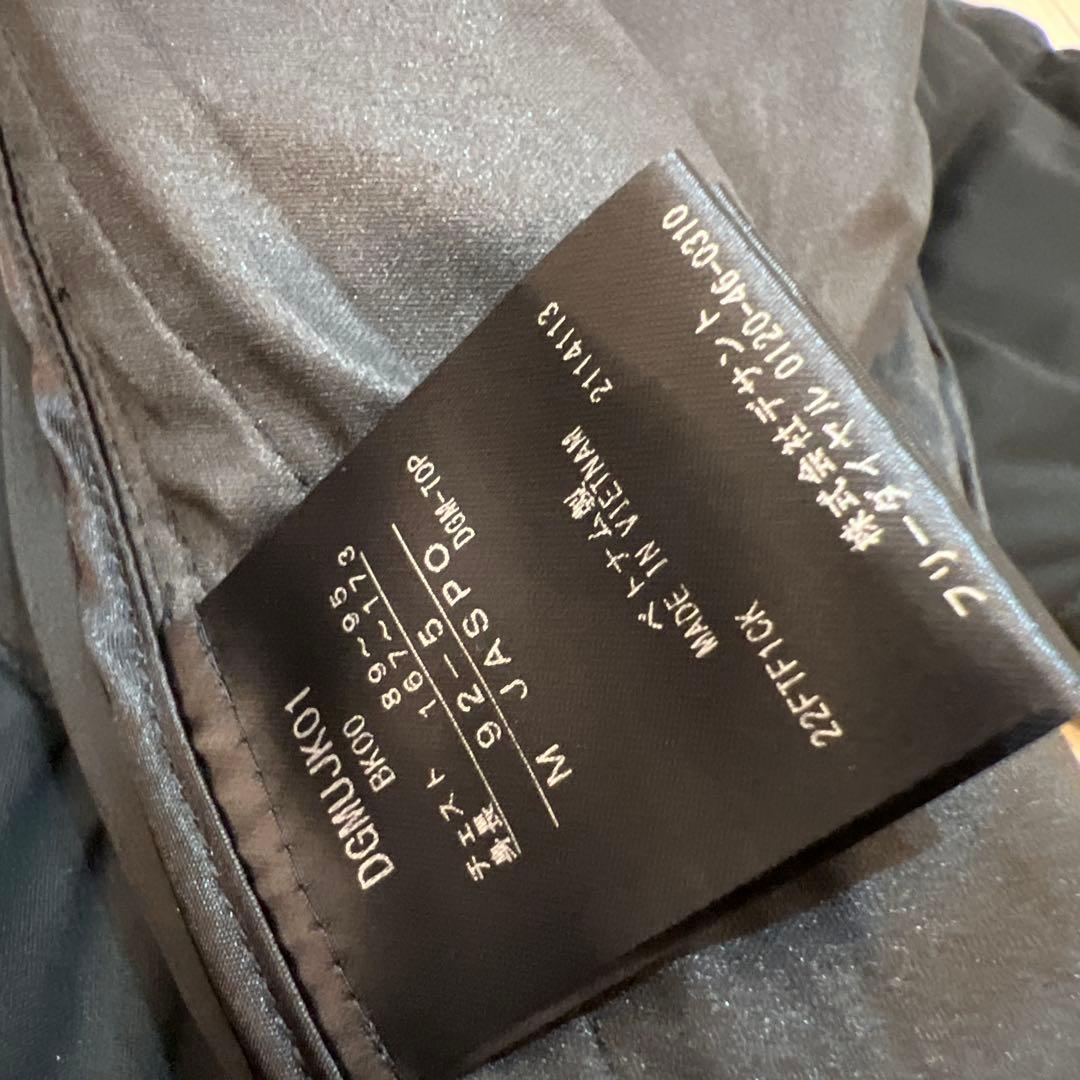 DGMUJK01
BK00
チェスト 89~95
身長 167~173
92-5
M JASPO
DGM-TOP
ベトナム製
MADE IN VIETNAM 2114113
22FTF1CK
株式会社デサント
フリーダイヤル 0120-46-0310